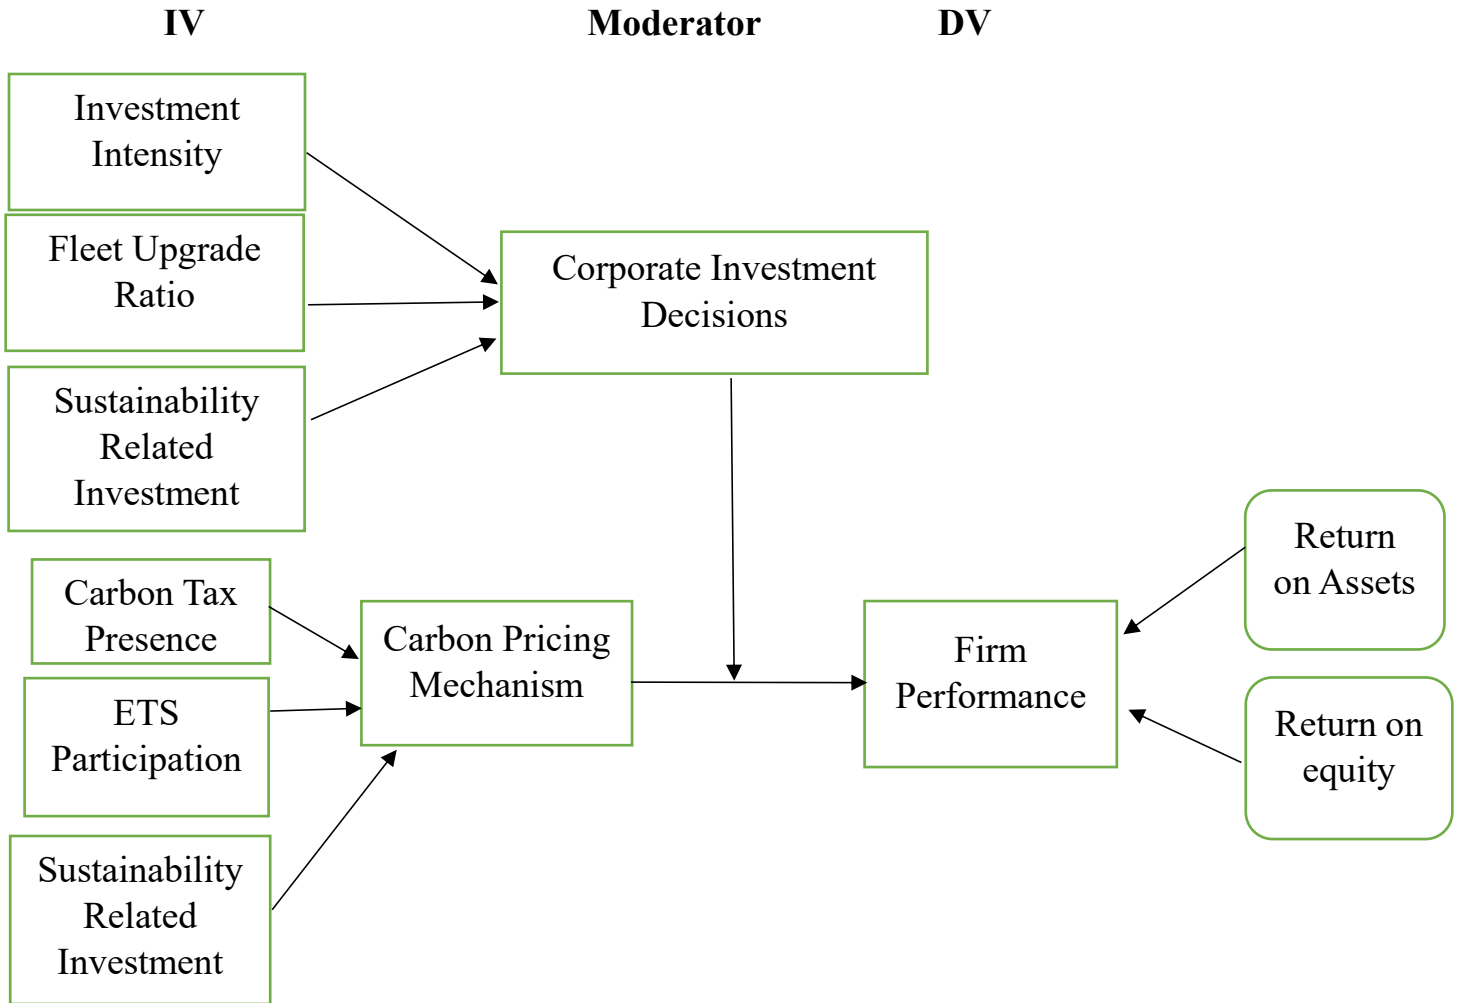 IV
Moderator
DV
Investment
Intensity
Fleet Upgrade
Ratio
Sustainability
Related
Investment
Corporate Investment
Decisions
Carbon Tax
Presence
ETS
Participation
Sustainability
Related
Investment
Carbon Pricing
Mechanism
Firm
Performance
Return
on Assets
Return on
equity